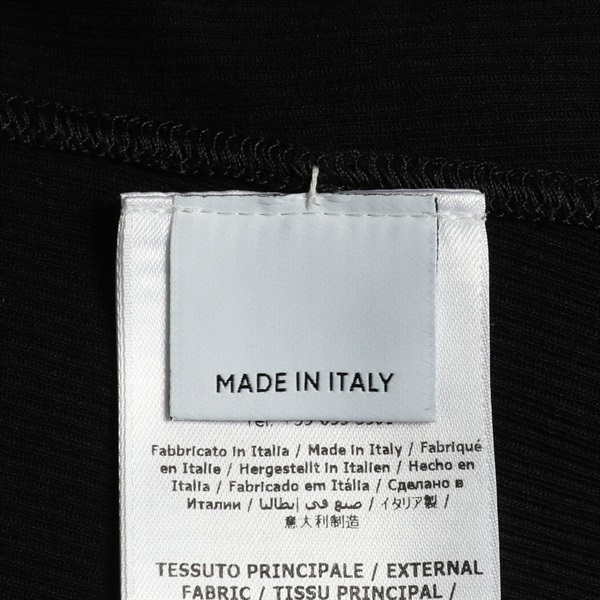 MADE IN ITALY
Fabbricato in Italia / Made in Italy / Fabriqué
en Italie / Hergestellt in Italien / Hecho en
Italia / Fabricado em Itália / Сделано в
Италии / صنع في إيطاليا / イタリア製 /
意大利制造
TESSUTO PRINCIPALE / EXTERNAL
FABRIC / TISSU PRINCIPAL /